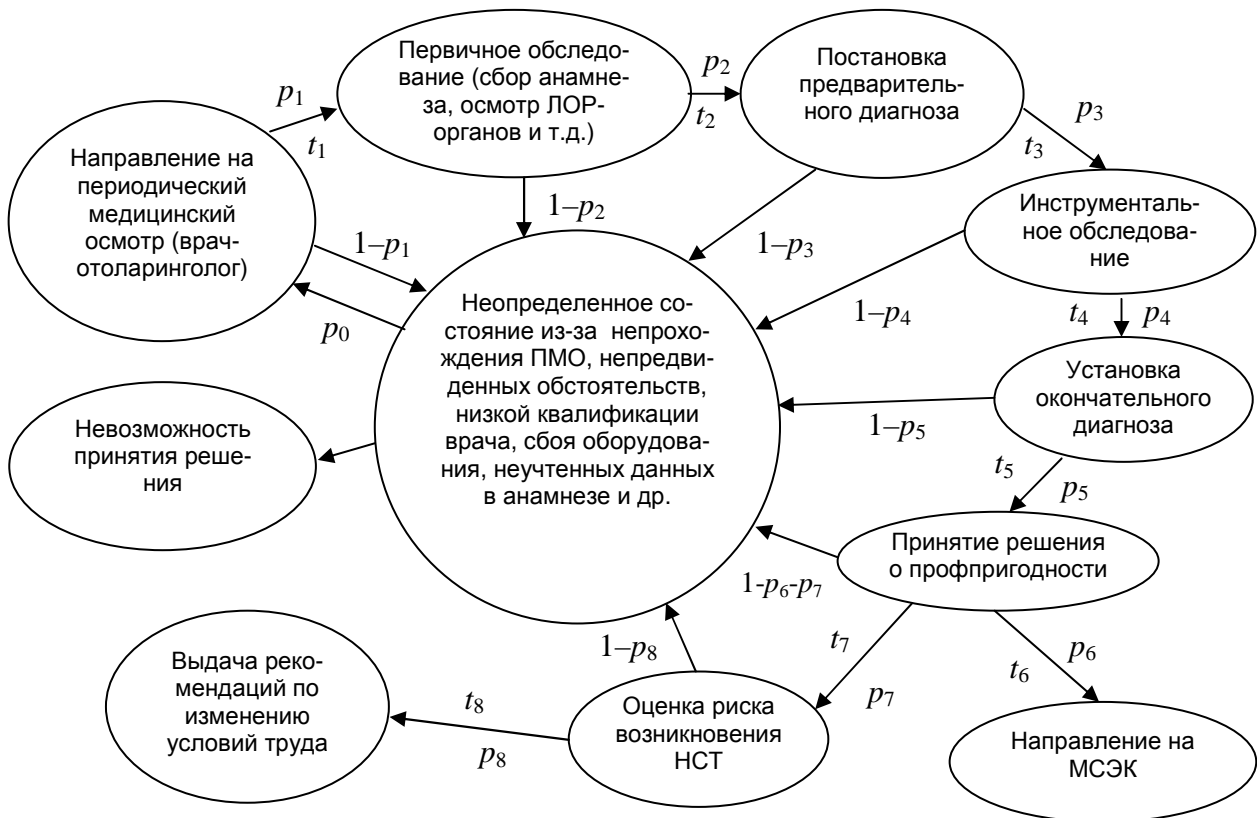 Направление на
периодический
медицинский
осмотр (врач-
отоларинголог)
p1
t1
Первичное обследо-
вание (сбор анамне-
за, осмотр ЛОР-
органов и т.д.)
p2
t2
Постановка
предваритель-
ного диагноза
p3
t3
Инструменталь-
ное обследова-
ние
t4
p4
Установка
окончательного
диагноза
t5
p5
Принятие решения
о профпригодности
p6
t6
Направление на
МСЭК
t7
p7
Оценка риска
возникновения
НСТ
t8
p8
Выдача реко-
мендаций по
изменению
условий труда
1–p1
1–p2
1–p3
1–p4
1–p5
1-p6-p7
1–p8
p0
Неопределенное со-
стояние из-за непрохо-
ждения ПМО, непредви-
денных обстоятельств,
низкой квалификации
врача, сбоя оборудова-
ния, неучтенных данных
в анамнезе и др.
Невозможность
принятия реше-
ния